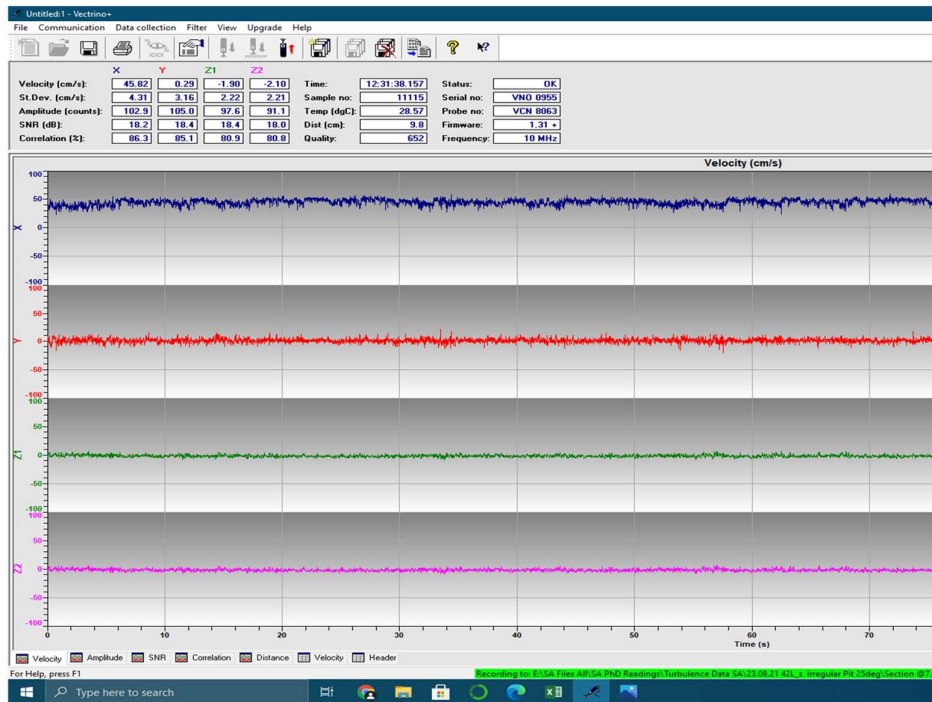 Untitled:1 - Vectrino+
File Communication Data collection Filter View Upgrade Help
X Y Z1 Z2
Velocity (cm/s): 45.82 0.29 -1.90 -2.10 Time: 12:31:38.157 Status: OK
St.Dev. (cm/s): 4.31 3.16 2.22 2.21 Sample no: 11115 Serial no: VNO 0955
Amplitude (counts): 102.9 105.0 97.6 91.1 Temp (dgC): 28.57 Probe no: VCN 8063
SNR (dB): 18.2 18.4 18.4 18.0 Dist (cm): 9.8 Firmware: 1.31 +
Correlation (%): 86.3 85.1 80.9 80.8 Quality: 652 Frequency: 10 MHz
Velocity (cm/s)
100
50
X 0
-50
-100
100
50
Y 0
-50
-100
100
50
Z1 0
-50
-100
100
50
Z2 0
-50
-100
0 10 20 30 40 50 60 70
Time (s)
Velocity Amplitude SNR Correlation Distance Velocity Header
For Help, press F1 Recording to: E:\SA Files All\SA PhD Readings\Turbulence Data SA\23.08.21 42L_s Irregular Pit 25deg\Section @7.
Type here to search